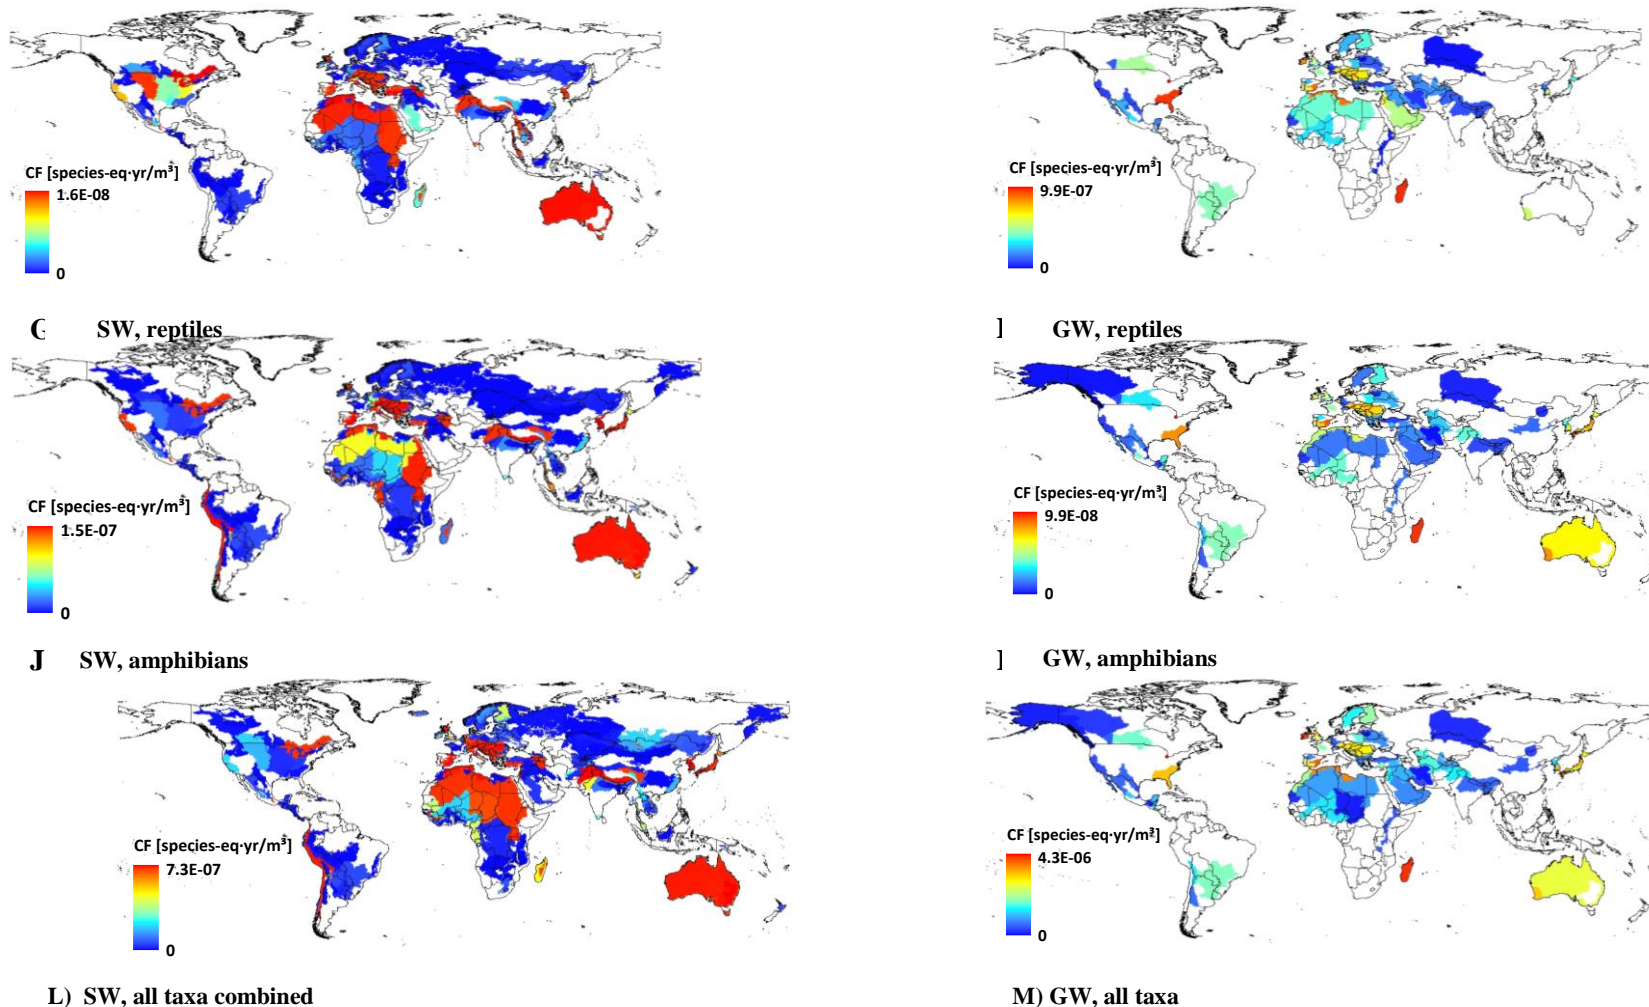 CF [species-eq·yr/m³]
1.6E-08
0
CF [species-eq·yr/m³]
9.9E-07
0
G SW, reptiles
] GW, reptiles
CF [species-eq·yr/m³]
1.5E-07
0
CF [species-eq·yr/m³]
9.9E-08
0
J SW, amphibians
] GW, amphibians
CF [species-eq·yr/m³]
7.3E-07
0
CF [species-eq·yr/m³]
4.3E-06
0
L) SW, all taxa combined
M) GW, all taxa